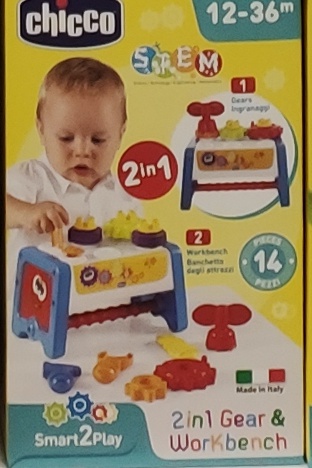 chicco
12-36m
STEM
1
Gears
Ingranaggi
2in1
2
Workbench
Banchetto
degli attrezzi
PIECES
14
PEZZI
Made in Italy
Smart2Play
2in1 Gear &
Workbench